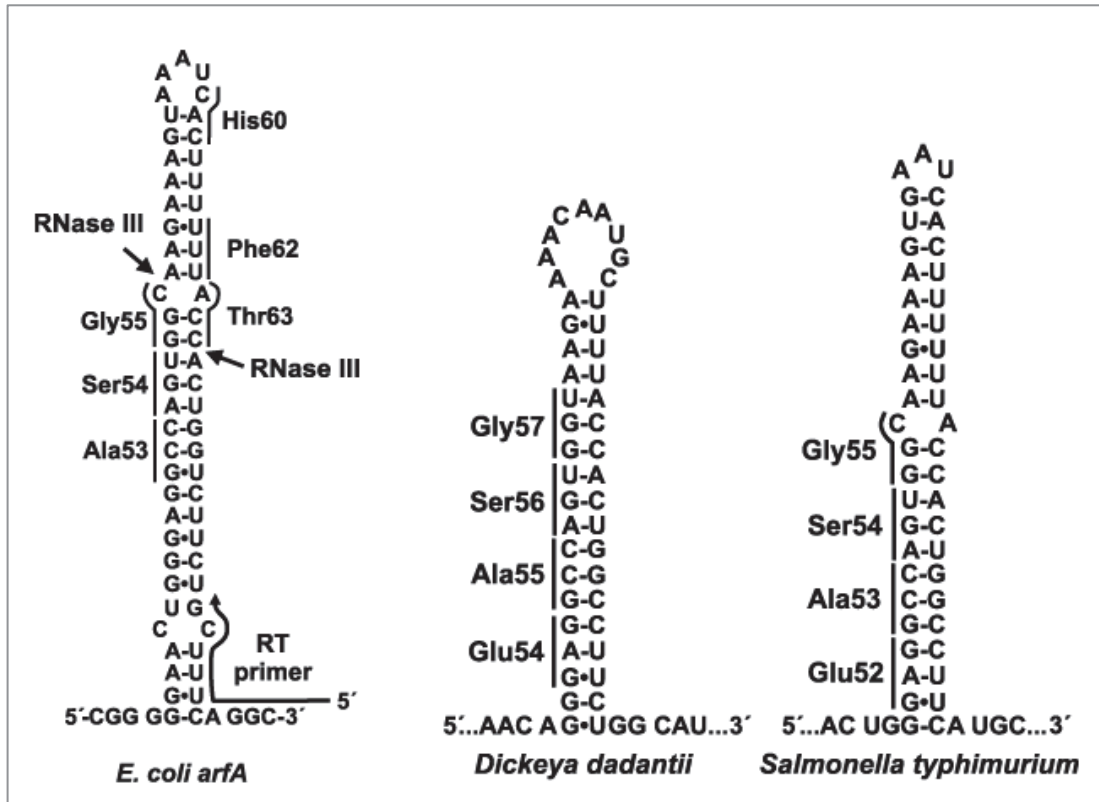 A
A U
A C
U-A
G-C His60
A-U
A-U
A-U
RNase III
G•U
A-U Phe62
A-U
C A
Gly55 G-C Thr63
G-C
U-A RNase III
Ser54 G-C
A-U
C-G
Ala53 C-G
G•U
G-C
A-U
G•U
G-C
G•U
U G
C C
A-U RT
A-U primer
G•U 5´
5´-CGG GG-CA GGC-3´
E. coli arfA
C A A
A U
A G
A C
A-U
G•U
A-U
A-U
U-A
Gly57 G-C
G-C
U-A
Ser56 G-C
A-U
C-G
Ala55 C-G
G-C
G-C
Glu54 A-U
G•U
G-C
5´...AAC A G•UGG CAU...3´
Dickeya dadantii
A
A U
G-C
U-A
G-C
A-U
A-U
A-U
G•U
A-U
A-U
C A
Gly55 G-C
G-C
U-A
Ser54 G-C
A-U
C-G
Ala53 C-G
G-C
G-C
Glu52 A-U
G•U
5´...AC UGG-CA UGC...3´
Salmonella typhimurium